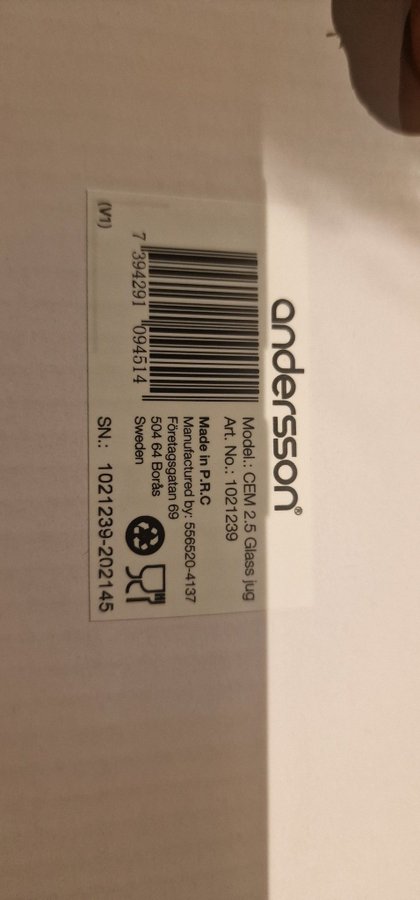 andersson®
Model.: CEM 2.5 Glass jug
Art. No.: 1021239
Made in P.R.C
Manufactured by: 556520-4137
Företagsgatan 69
504 64 Borås
Sweden
7 394291 094514
(V1)
SN.: 1021239-202145